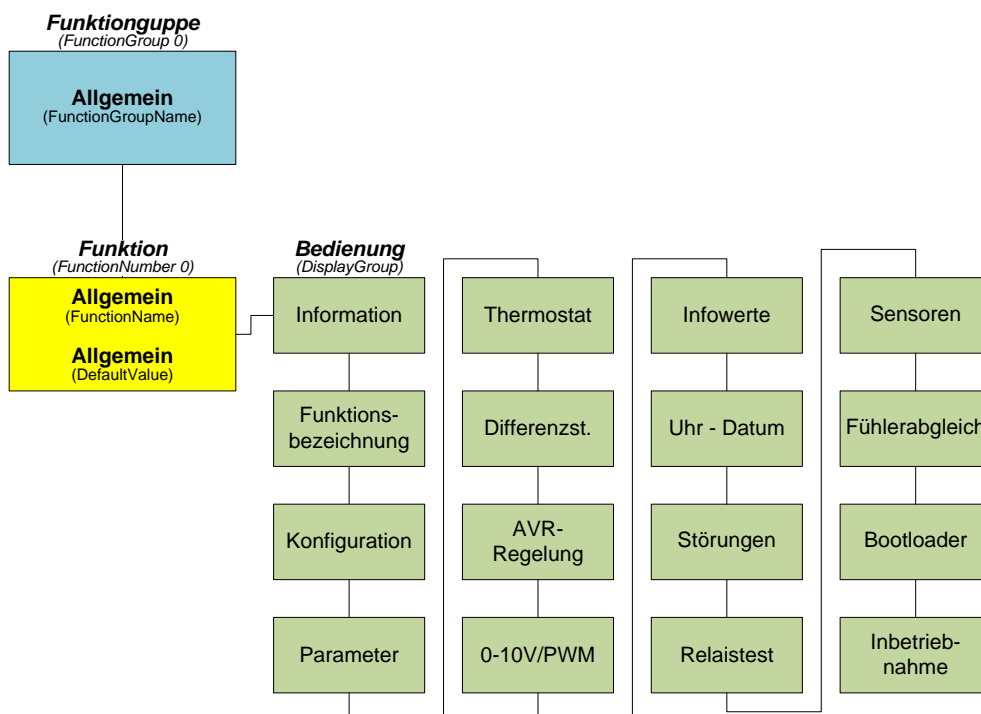 Funktionguppe
(FunctionGroup 0)
Allgemein
(FunctionGroupName)
Funktion
(FunctionNumber 0)
Allgemein
(FunctionName)
Allgemein
(DefaultValue)
Bedienung
(DisplayGroup)
Information
Funktions-
bezeichnung
Konfiguration
Parameter
Thermostat
Differenzst.
AVR-
Regelung
0-10V/PWM
Infowerte
Uhr - Datum
Störungen
Relaistest
Sensoren
Fühlerabgleich
Bootloader
Inbetrieb-
nahme